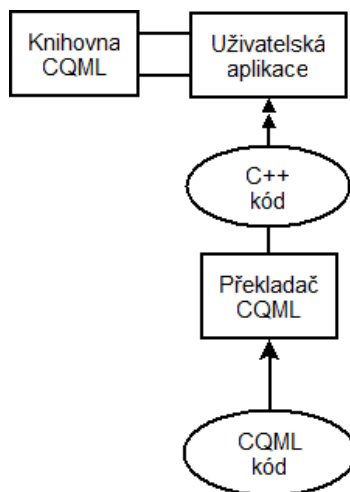 Knihovna
CQML
Uživatelská
aplikace
C++
kód
Překladač
CQML
CQML
kód